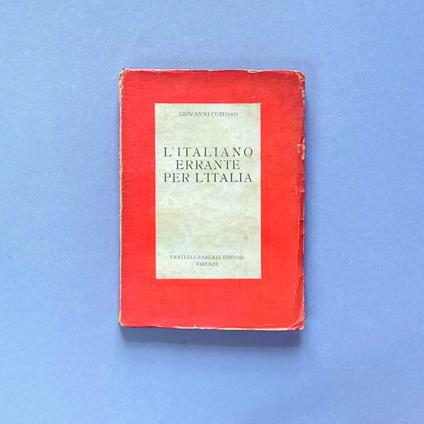 GIOVANNI COMISSO
L'ITALIANO
ERRANTE
PER L'ITALIA
FRATELLI PARENTI EDITORI
FIRENZE